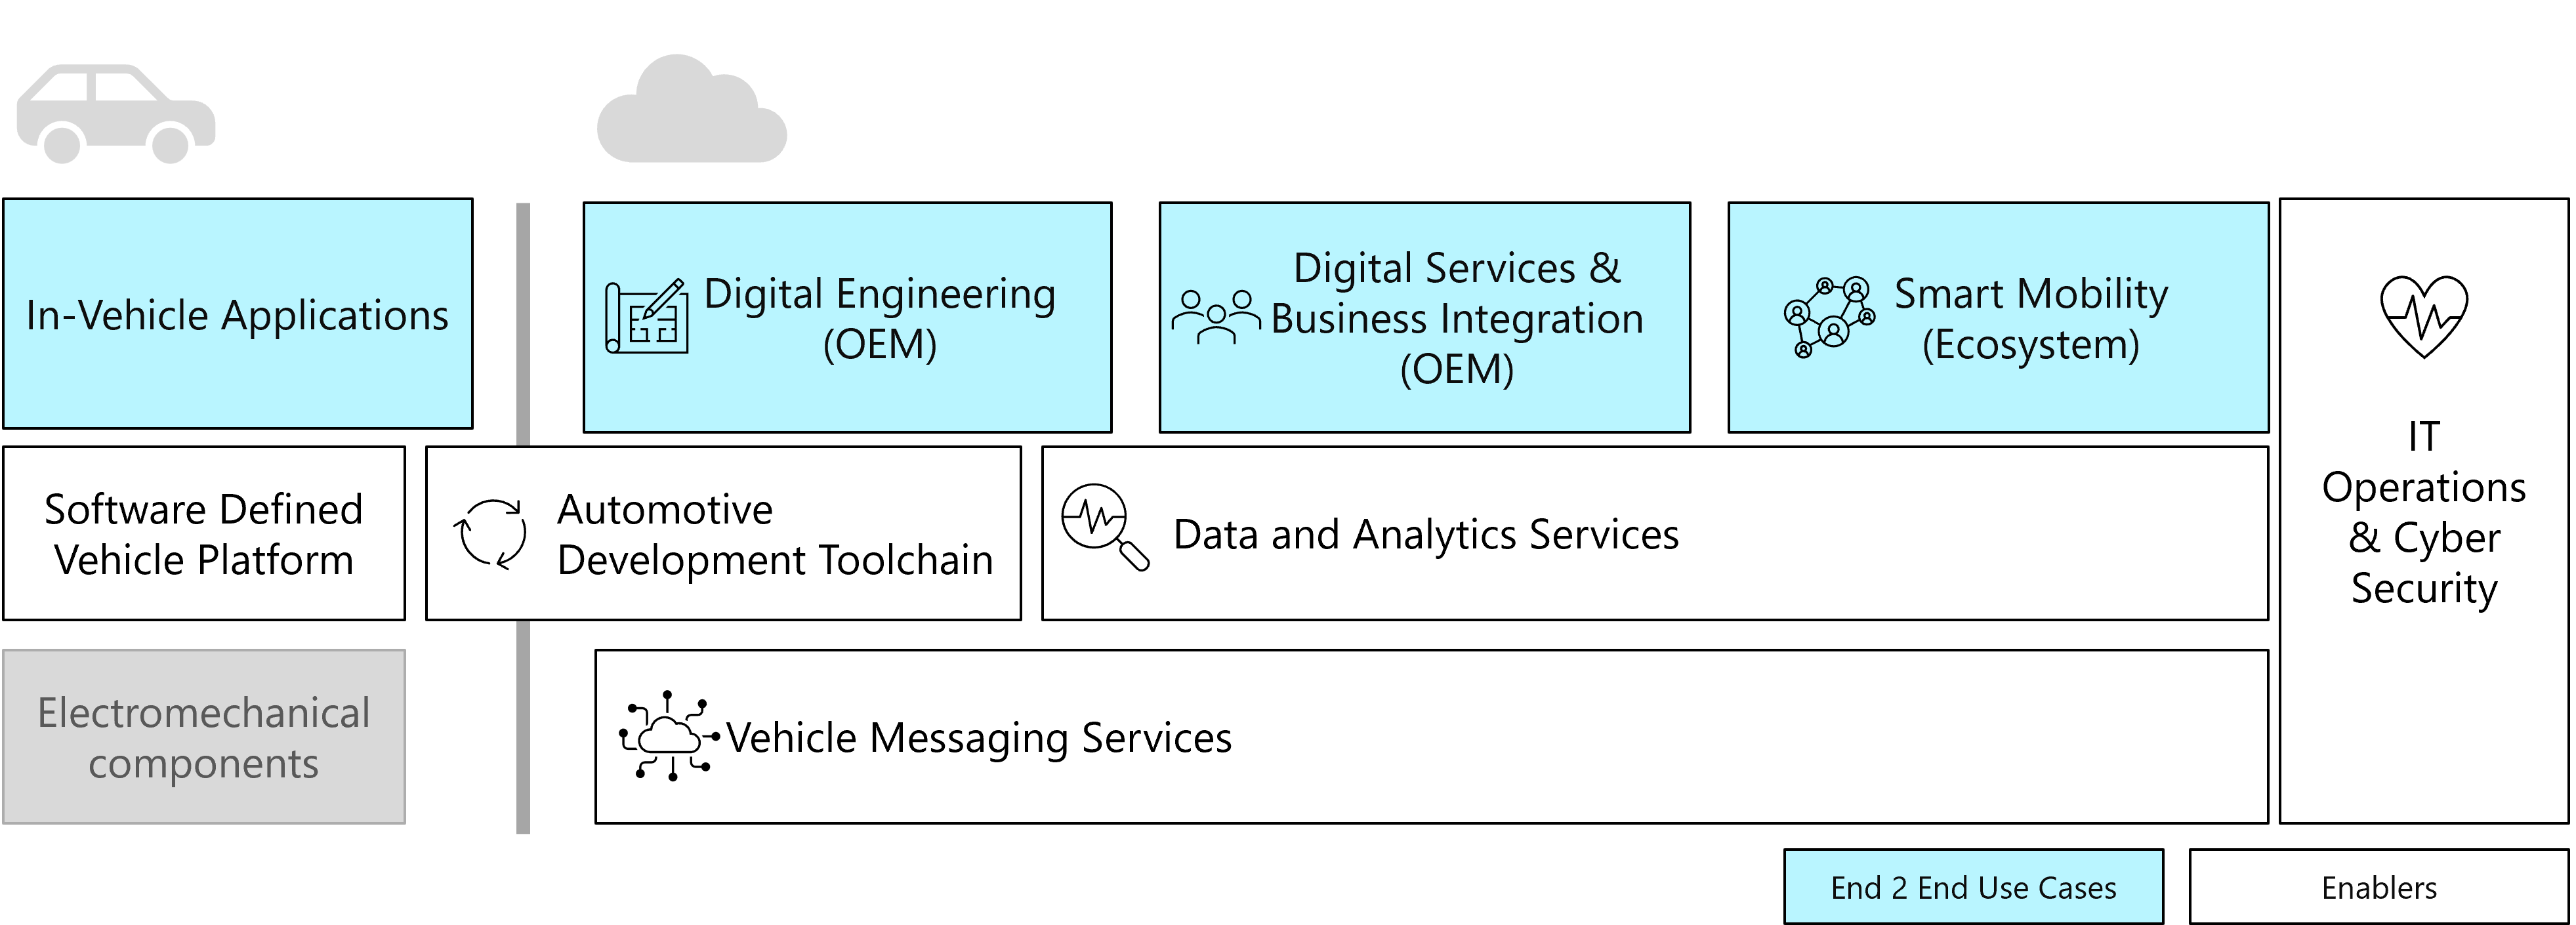 In-Vehicle Applications
Digital Engineering
(OEM)
Digital Services &
Business Integration
(OEM)
Smart Mobility
(Ecosystem)
IT
Operations
& Cyber
Security
Software Defined
Vehicle Platform
Automotive
Development Toolchain
Data and Analytics Services
Electromechanical
components
Vehicle Messaging Services
End 2 End Use Cases
Enablers